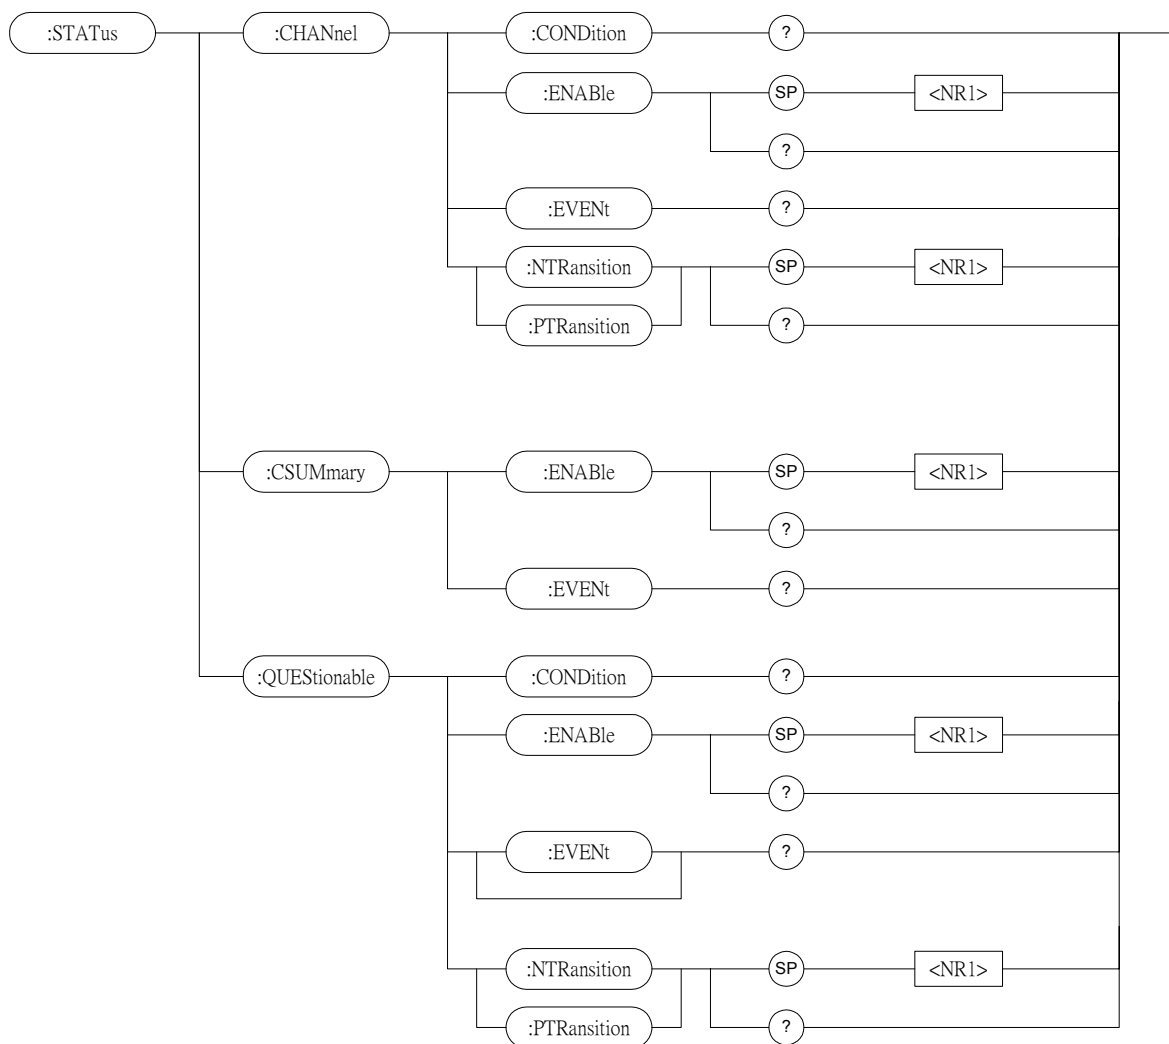 :STATus :CHANnel :CONDition ?
:ENABle SP <NR1>
?
:EVENt ?
:NTRansition SP <NR1>
:PTRansition ?
:CSUMmary :ENABle SP <NR1>
?
:EVENt ?
:QUEStionable :CONDition ?
:ENABle SP <NR1>
?
:EVENt ?
:NTRansition SP <NR1>
:PTRansition ?